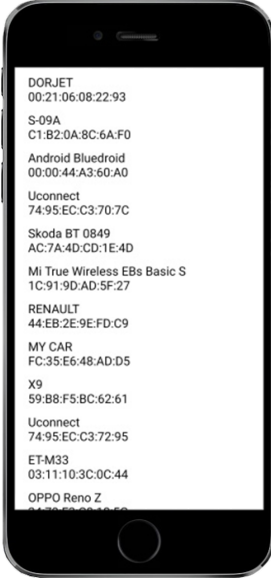 DORJET
00:21:06:08:22:93
S-09A
C1:B2:0A:8C:6A:F0
Android Bluedroid
00:00:44:A3:60:A0
Uconnect
74:95:EC:C3:70:7C
Skoda BT 0849
AC:7A:4D:CD:1E:4D
Mi True Wireless EBs Basic S
1C:91:9D:AD:5F:27
RENAULT
44:EB:2E:9E:FD:C9
MY CAR
FC:35:E6:48:AD:D5
X9
59:B8:F5:BC:62:61
Uconnect
74:95:EC:C3:72:95
ET-M33
03:11:10:3C:0C:44
OPPO Reno Z